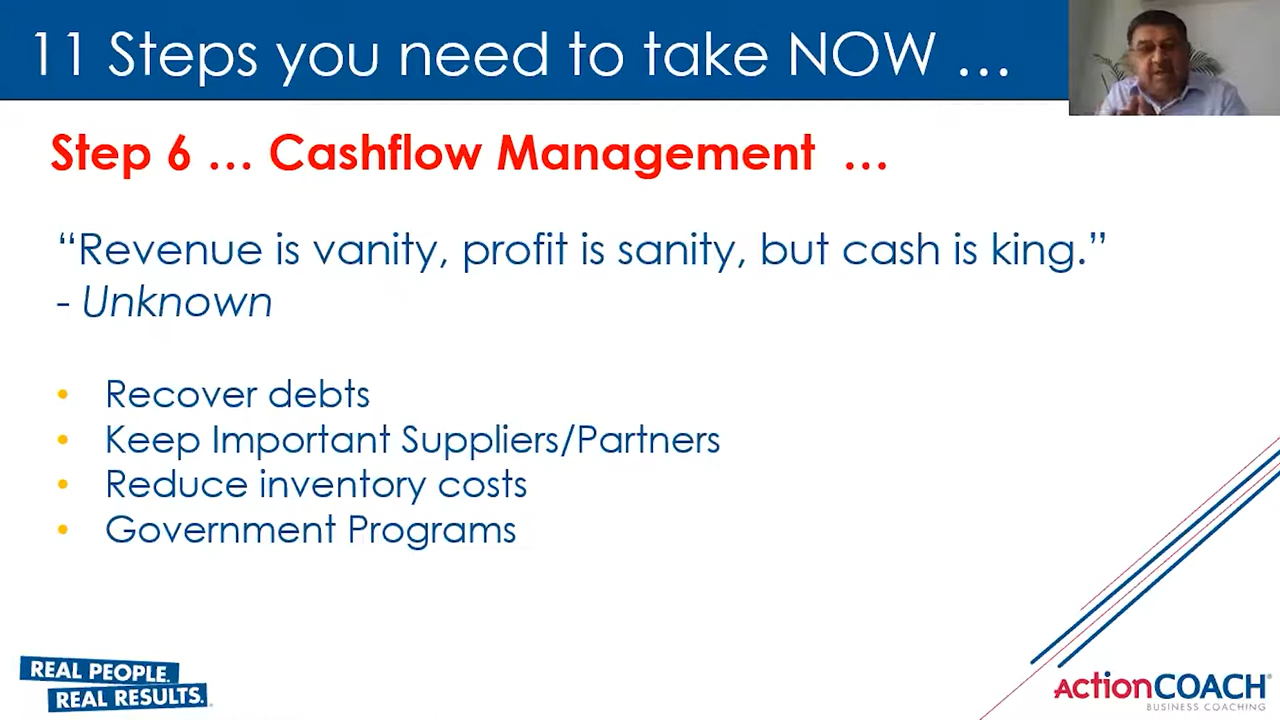 11 Steps you need to take NOW ...
Step 6 ... Cashflow Management ...
“Revenue is vanity, profit is sanity, but cash is king.”
- Unknown
• Recover debts
• Keep Important Suppliers/Partners
• Reduce inventory costs
• Government Programs
REAL PEOPLE.
REAL RESULTS.
ActionCOACH®
BUSINESS COACHING